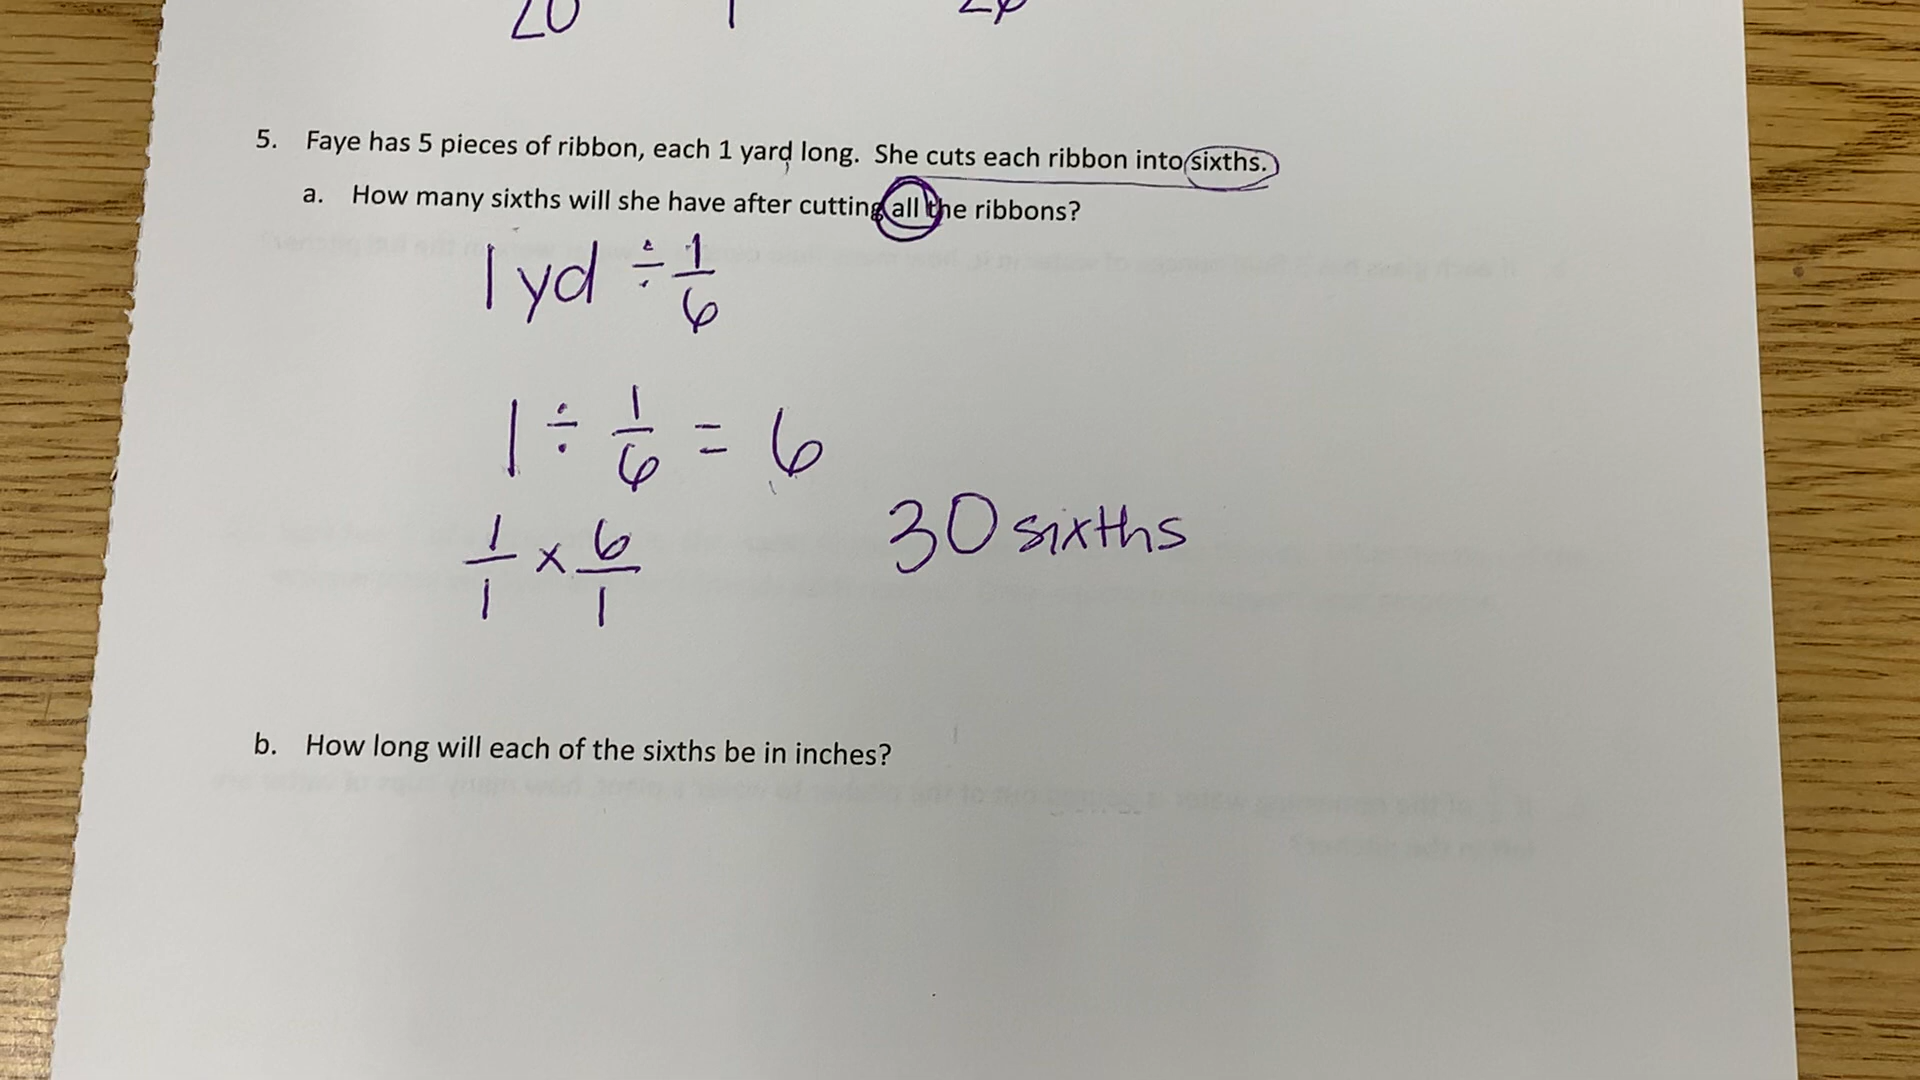 20 1
5. Faye has 5 pieces of ribbon, each 1 yard long. She cuts each ribbon into sixths.
a. How many sixths will she have after cutting all the ribbons?
1 yd ÷ 1/6
1 ÷ 1/6 = 6
1/1 × 6/1
30 sixths
b. How long will each of the sixths be in inches?